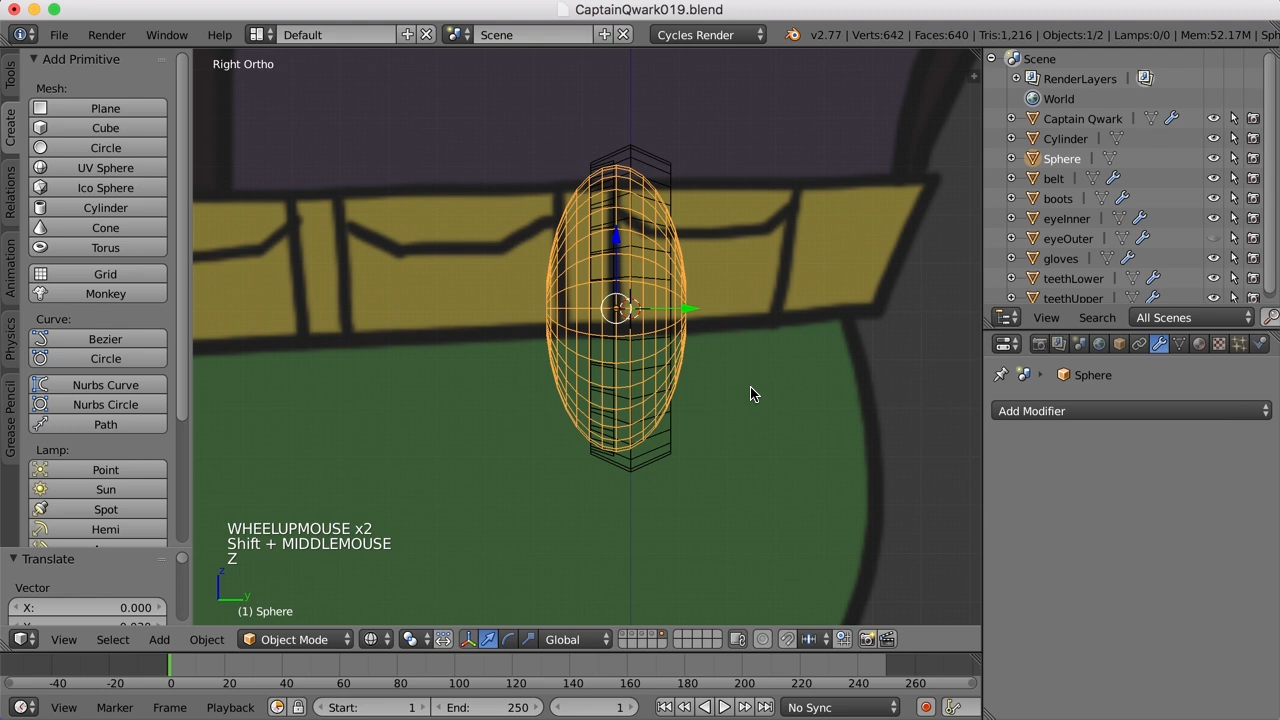 CaptainQwark019.blend
File Render Window Help Default Scene Cycles Render v2.77 | Verts:642 | Faces:640 | Tris:1,216 | Objects:1/2 | Lamps:0/0 | Mem:52.17M | Sph
Tools
Create
Relations
Animation
Physics
Grease Pencil
Add Primitive
Mesh:
Plane
Cube
Circle
UV Sphere
Ico Sphere
Cylinder
Cone
Torus
Grid
Monkey
Curve:
Bezier
Circle
Nurbs Curve
Nurbs Circle
Path
Lamp:
Point
Sun
Spot
Hemi
Translate
Vector
X: 0.000
Right Ortho
WHEELUPMOUSE x2
Shift + MIDDLEMOUSE
Z
z
y
(1) Sphere
View Select Add Object Object Mode Global
Scene
RenderLayers
World
Captain Qwark
Cylinder
Sphere
belt
boots
eyeInner
eyeOuter
gloves
teethLower
teethUpper
View Search All Scenes
Sphere
Add Modifier
-40 -20 0 20 40 60 80 100 120 140 160 180 200 220 240 260
View Marker Frame Playback Start: 1 End: 250 1 No Sync